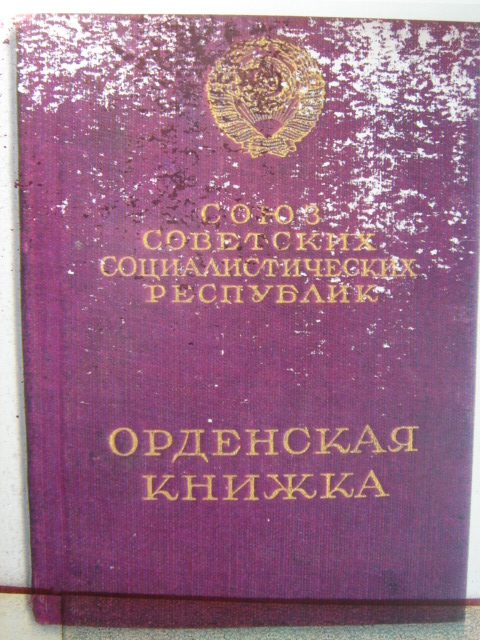 СОЮЗ
СОВЕТСКИХ
СОЦИАЛИСТИЧЕСКИХ
РЕСПУБЛИК
ОРДЕНСКАЯ
КНИЖКА